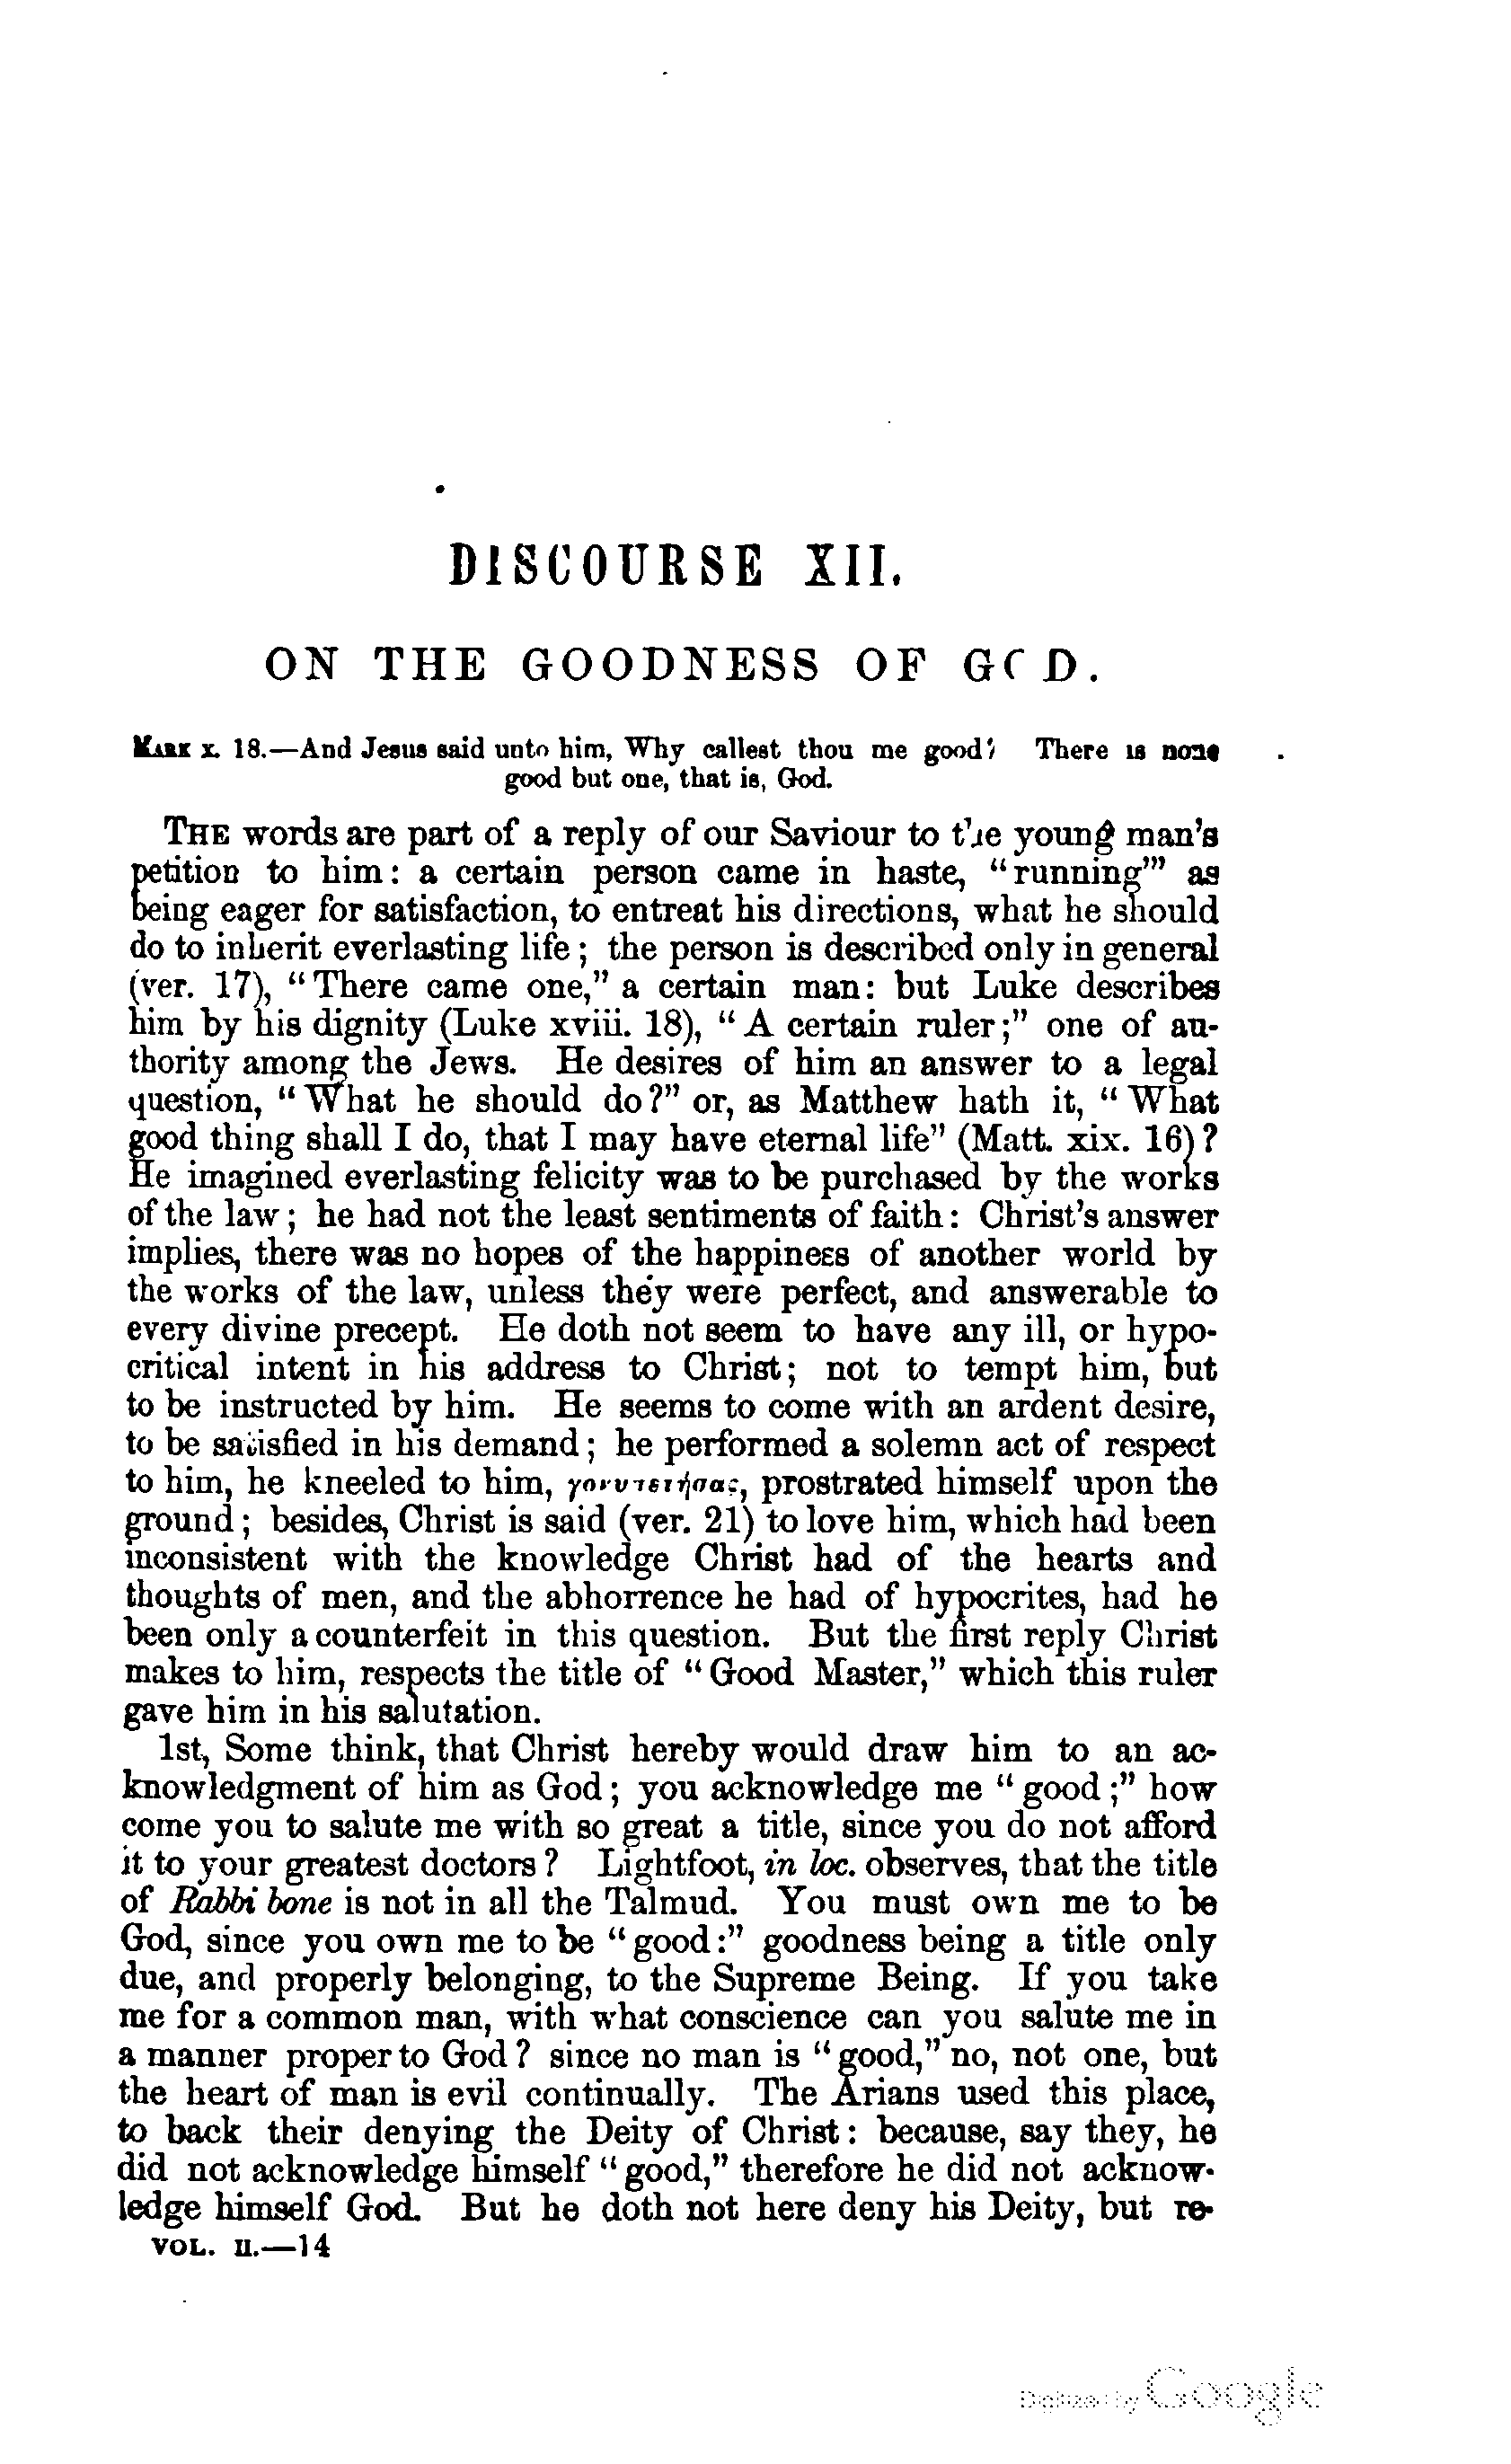 DISCOURSE XII.
ON THE GOODNESS OF GOD.
MARK x. 18.—And Jesus said unto him, Why callest thou me good? There is none
good but one, that is, God.
THE words are part of a reply of our Saviour to the young man's
petition to him: a certain person came in haste, “running”’ as
being eager for satisfaction, to entreat his directions, what he should
do to inherit everlasting life; the person is described only in general
(ver. 17), “There came one,” a certain man: but Luke describes
him by his dignity (Luke xviii. 18), “A certain ruler;” one of au-
thority among the Jews. He desires of him an answer to a legal
question, “What he should do?” or, as Matthew hath it, “What
good thing shall I do, that I may have eternal life” (Matt. xix. 16)?
He imagined everlasting felicity was to be purchased by the works
of the law; he had not the least sentiments of faith: Christ's answer
implies, there was no hopes of the happiness of another world by
the works of the law, unless they were perfect, and answerable to
every divine precept. He doth not seem to have any ill, or hypo-
critical intent in his address to Christ; not to tempt him, but
to be instructed by him. He seems to come with an ardent desire,
to be satisfied in his demand; he performed a solemn act of respect
to him, he kneeled to him, γονυπετήσας, prostrated himself upon the
ground; besides, Christ is said (ver. 21) to love him, which had been
inconsistent with the knowledge Christ had of the hearts and
thoughts of men, and the abhorrence he had of hypocrites, had he
been only a counterfeit in this question. But the first reply Christ
makes to him, respects the title of “Good Master,” which this ruler
gave him in his salutation.
1st, Some think, that Christ hereby would draw him to an ac-
knowledgment of him as God; you acknowledge me “good;” how
come you to salute me with so great a title, since you do not afford
it to your greatest doctors? Lightfoot, in loc. observes, that the title
of Rabbi bone is not in all the Talmud. You must own me to be
God, since you own me to be “good:” goodness being a title only
due, and properly belonging, to the Supreme Being. If you take
me for a common man, with what conscience can you salute me in
a manner proper to God? since no man is “good,” no, not one, but
the heart of man is evil continually. The Arians used this place,
to back their denying the Deity of Christ: because, say they, he
did not acknowledge himself “good,” therefore he did not acknow-
ledge himself God. But he doth not here deny his Deity, but re-
VOL. II.—14
Digitized by Google